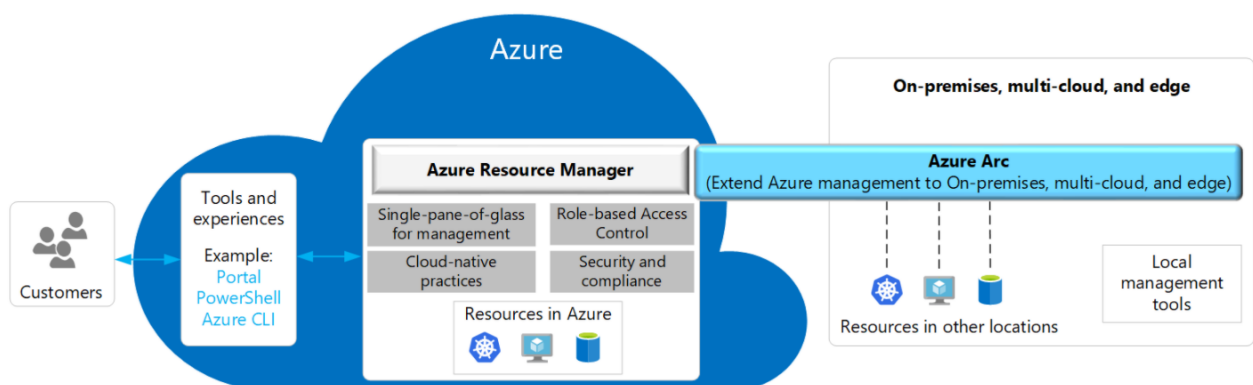 Azure
Customers
Tools and
experiences
Example:
Portal
PowerShell
Azure CLI
Azure Resource Manager
Single-pane-of-glass
for management
Role-based Access
Control
Cloud-native
practices
Security and
compliance
Resources in Azure
On-premises, multi-cloud, and edge
Azure Arc
(Extend Azure management to On-premises, multi-cloud, and edge)
Resources in other locations
Local
management
tools